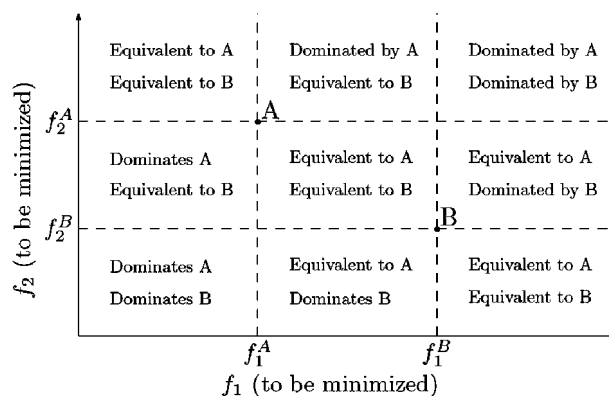 Equivalent to A Dominated by A Dominated by A
Equivalent to B Equivalent to B Dominated by B
f_2^A
A
Dominates A Equivalent to A Equivalent to A
Equivalent to B Equivalent to B Dominated by B
f_2^B
B
Dominates A Equivalent to A Equivalent to A
Dominates B Dominates B Equivalent to B
f_2 (to be minimized)
f_1^A f_1^B
f_1 (to be minimized)